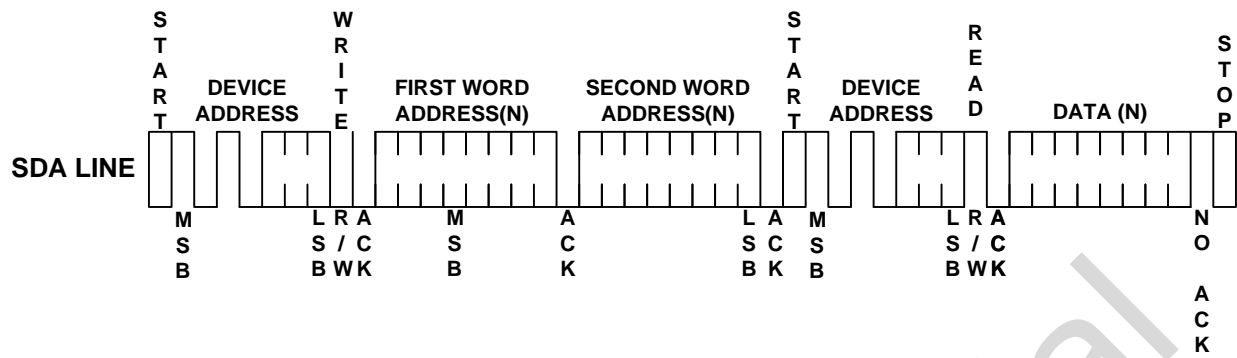 START
WRITE
START
READ
STOP
DEVICE
ADDRESS
FIRST WORD
ADDRESS(N)
SECOND WORD
ADDRESS(N)
DEVICE
ADDRESS
DATA (N)
SDA LINE
MSB
LSB
R/W
ACK
MSB
ACK
LSB
ACK
MSB
LSB
R/W
ACK
NO ACK